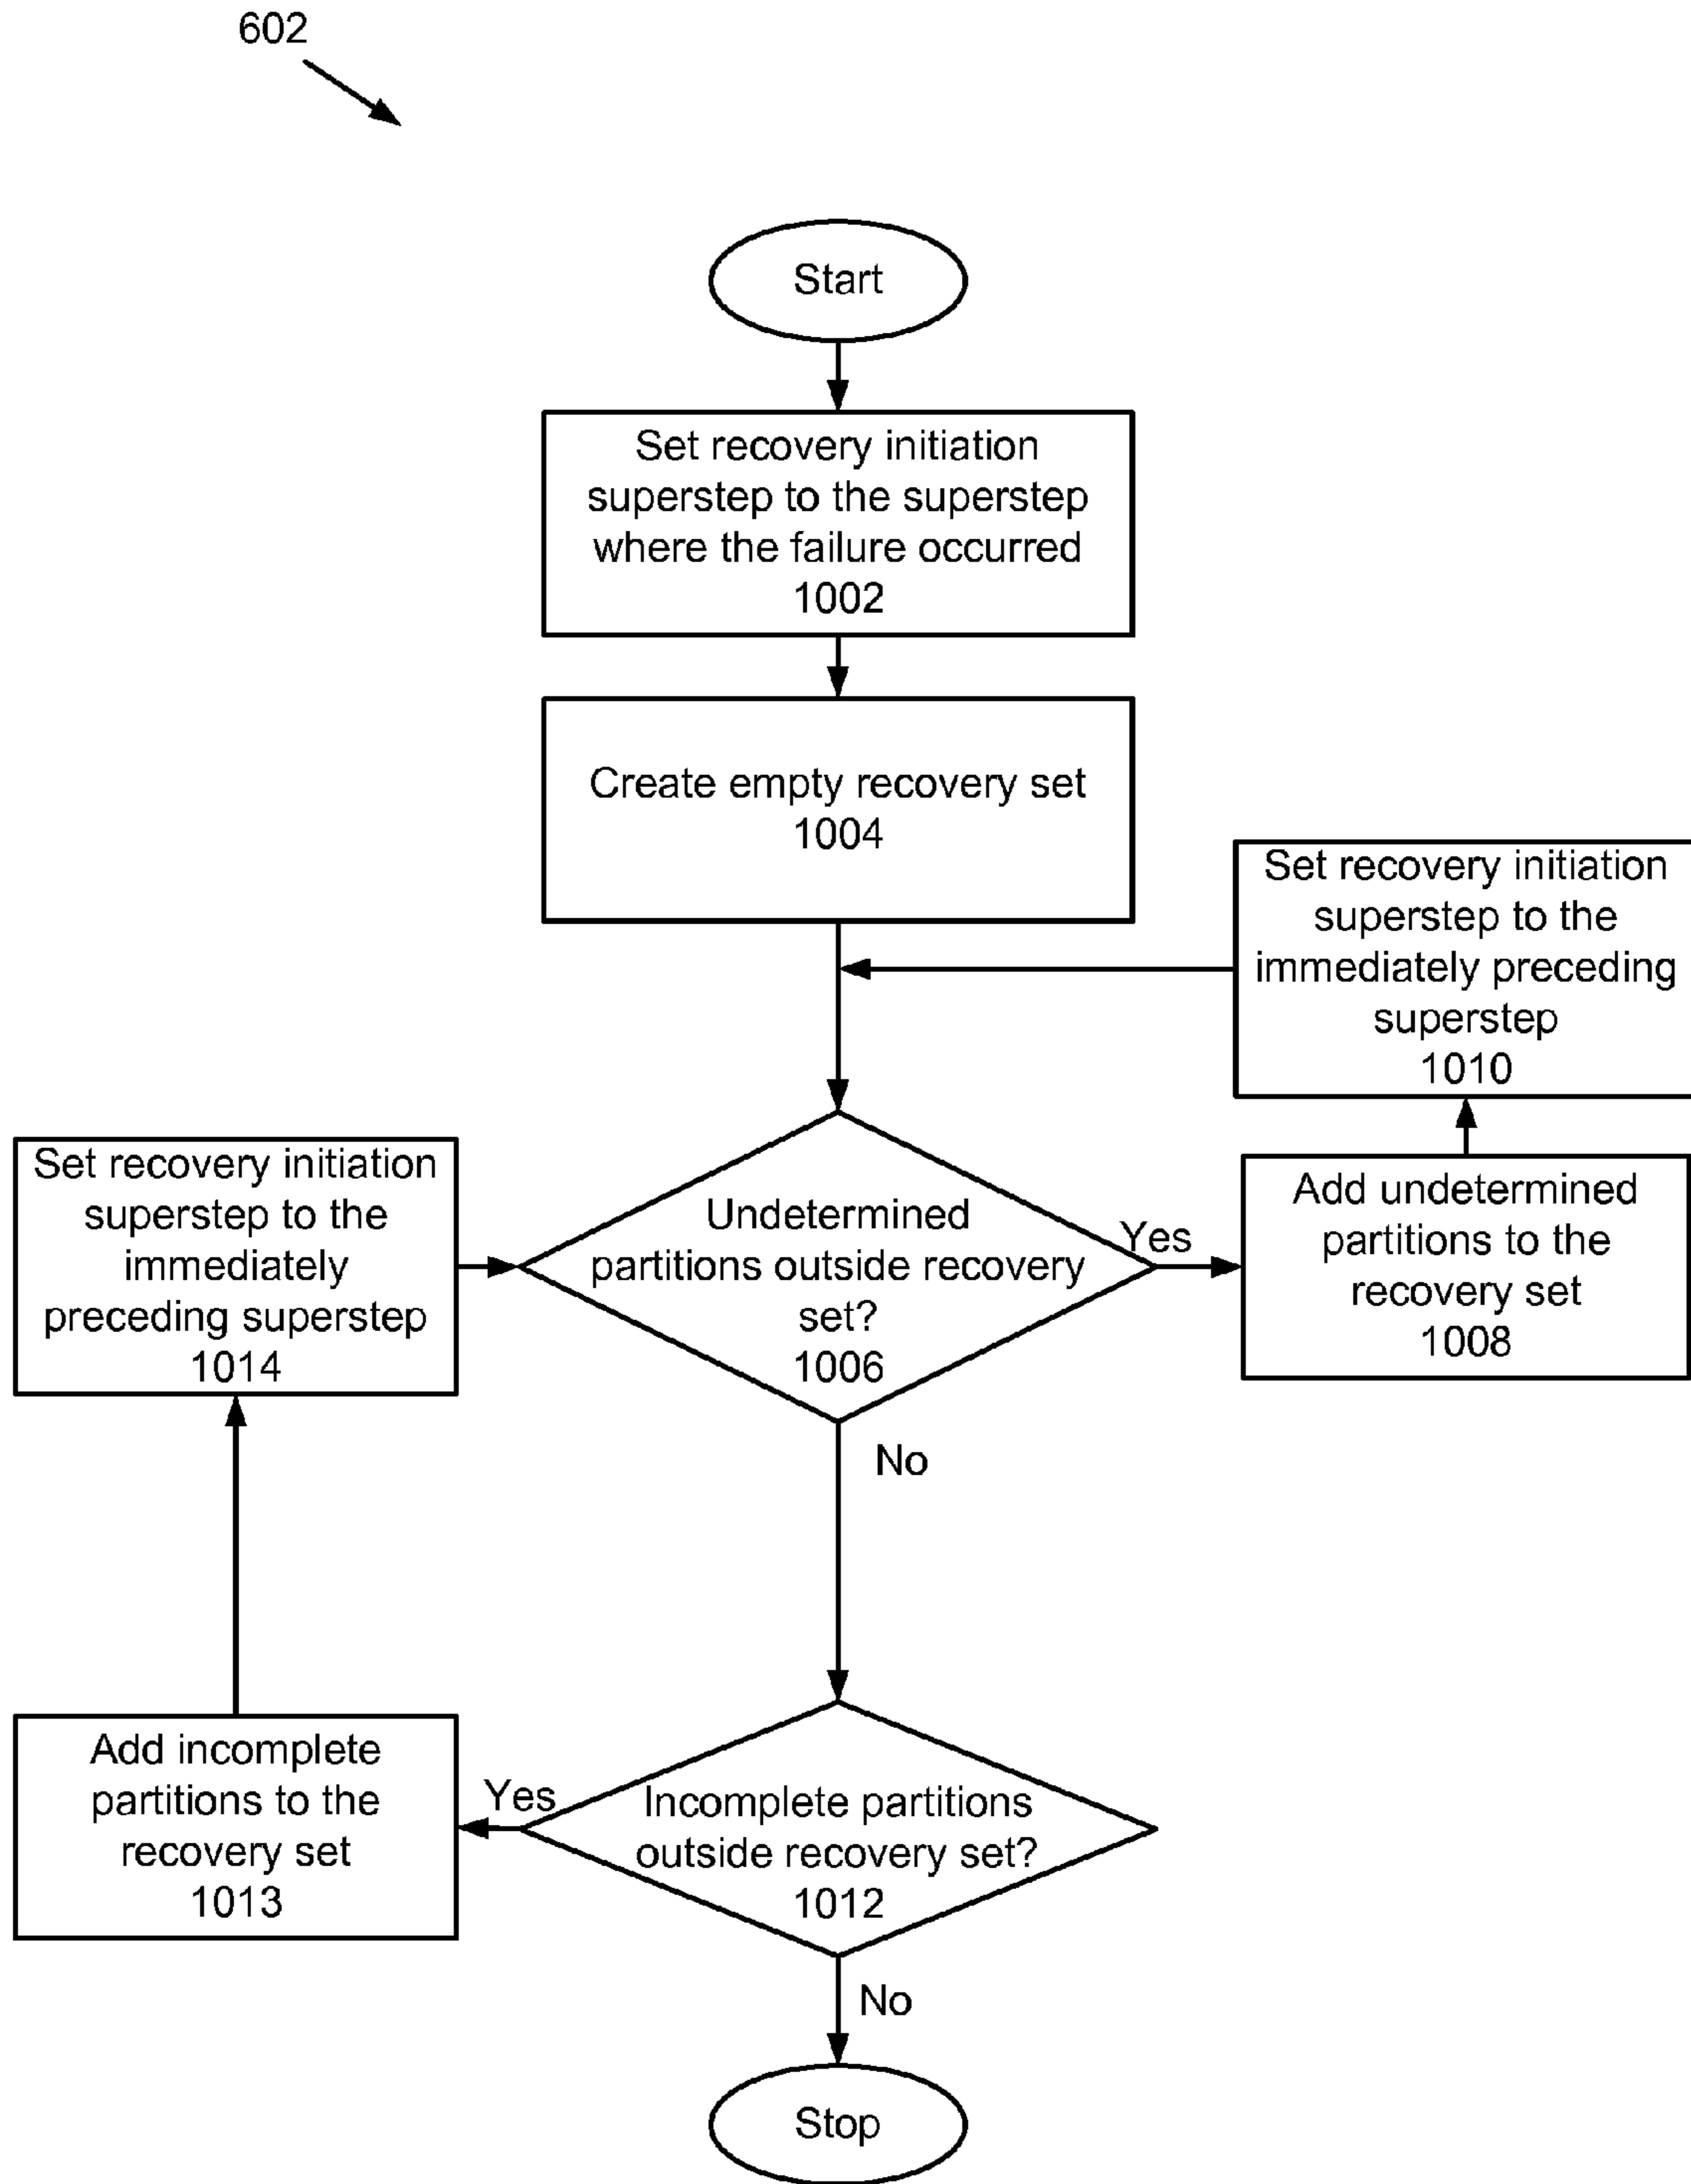 602
Start
Set recovery initiation
superstep to the superstep
where the failure occurred
1002
Create empty recovery set
1004
Set recovery initiation
superstep to the
immediately preceding
superstep
1010
Undetermined
partitions outside recovery
set?
1006
Yes
Add undetermined
partitions to the
recovery set
1008
Set recovery initiation
superstep to the
immediately
preceding superstep
1014
No
Incomplete partitions
outside recovery set?
1012
Yes
Add incomplete
partitions to the
recovery set
1013
No
Stop